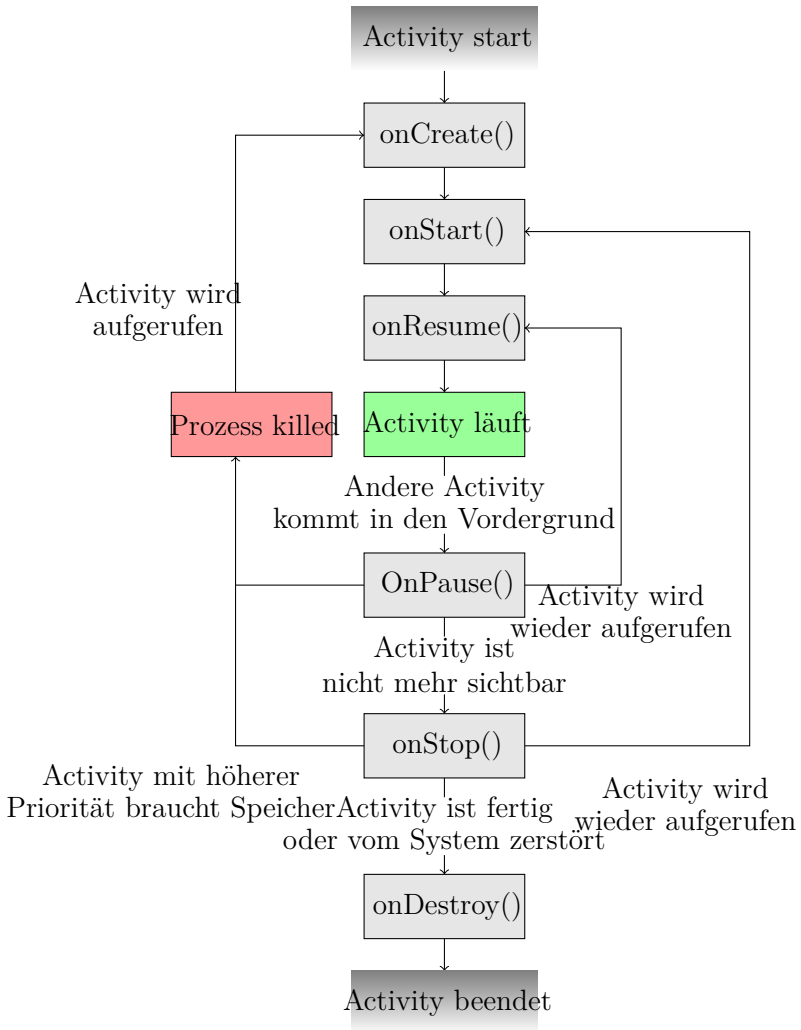 Activity start
onCreate()
onStart()
Activity wird
aufgerufen
onResume()
Prozess killed
Activity läuft
Andere Activity
kommt in den Vordergrund
OnPause()
Activity wird
wieder aufgerufen
Activity ist
nicht mehr sichtbar
onStop()
Activity mit höherer
Priorität braucht Speicher
Activity ist fertig
oder vom System zerstört
Activity wird
wieder aufgerufen
onDestroy()
Activity beendet